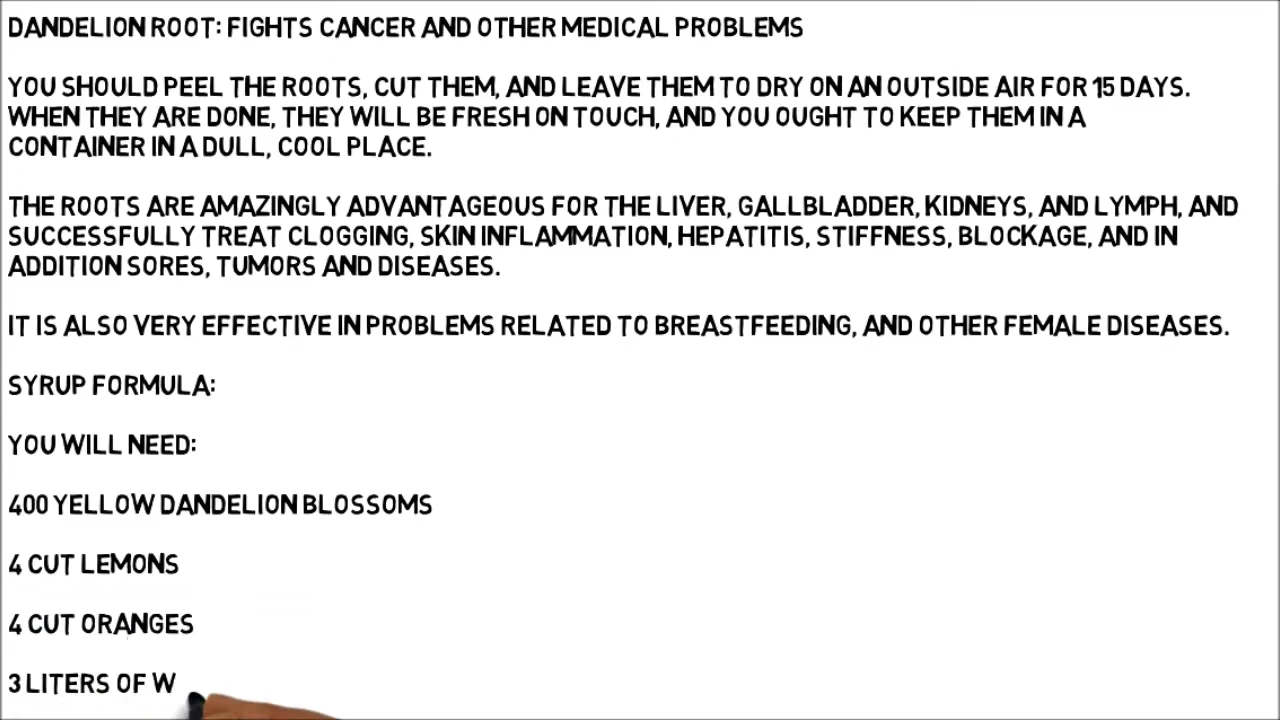 DANDELION ROOT: FIGHTS CANCER AND OTHER MEDICAL PROBLEMS
YOU SHOULD PEEL THE ROOTS, CUT THEM, AND LEAVE THEM TO DRY ON AN OUTSIDE AIR FOR 15 DAYS.
WHEN THEY ARE DONE, THEY WILL BE FRESH ON TOUCH, AND YOU OUGHT TO KEEP THEM IN A
CONTAINER IN A DULL, COOL PLACE.
THE ROOTS ARE AMAZINGLY ADVANTAGEOUS FOR THE LIVER, GALLBLADDER, KIDNEYS, AND LYMPH, AND
SUCCESSFULLY TREAT CLOGGING, SKIN INFLAMMATION, HEPATITIS, STIFFNESS, BLOCKAGE, AND IN
ADDITION SORES, TUMORS AND DISEASES.
IT IS ALSO VERY EFFECTIVE IN PROBLEMS RELATED TO BREASTFEEDING, AND OTHER FEMALE DISEASES.
SYRUP FORMULA:
YOU WILL NEED:
400 YELLOW DANDELION BLOSSOMS
4 CUT LEMONS
4 CUT ORANGES
3 LITERS OF W